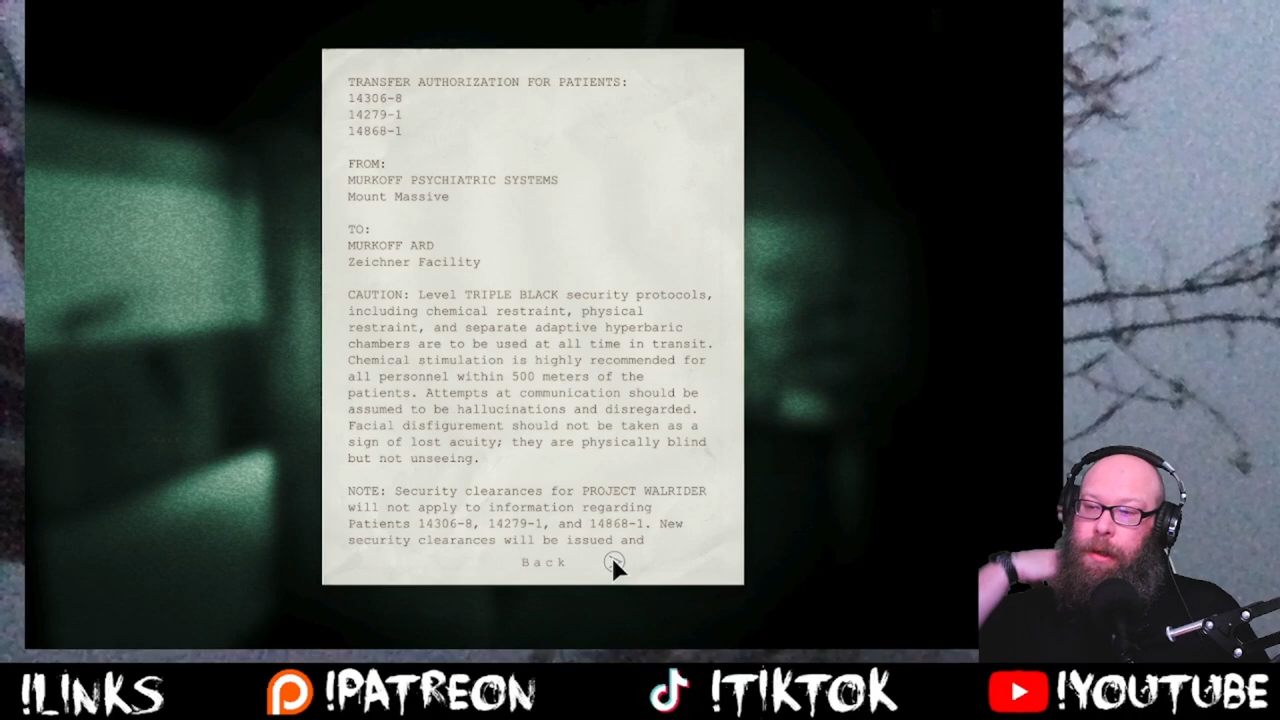 TRANSFER AUTHORIZATION FOR PATIENTS:
14306-8
14279-1
14868-1
FROM:
MURKOFF PSYCHIATRIC SYSTEMS
Mount Massive
TO:
MURKOFF ARD
Zeichner Facility
CAUTION: Level TRIPLE BLACK security protocols,
including chemical restraint, physical
restraint, and separate adaptive hyperbaric
chambers are to be used at all time in transit.
Chemical stimulation is highly recommended for
all personnel within 500 meters of the
patients. Attempts at communication should be
assumed to be hallucinations and disregarded.
Facial disfigurement should not be taken as a
sign of lost acuity; they are physically blind
but not unseeing.
NOTE: Security clearances for PROJECT WALRIDER
will not apply to information regarding
Patients 14306-8, 14279-1, and 14868-1. New
security clearances will be issued and
Back
!LINKS !PATREON !TIKTOK !YOUTUBE